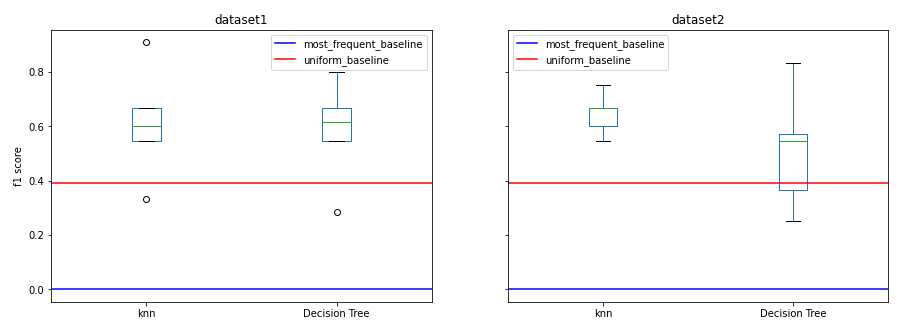 dataset1
dataset2
most_frequent_baseline
uniform_baseline
most_frequent_baseline
uniform_baseline
f1 score
0.8
0.6
0.4
0.2
0.0
knn
Decision Tree
knn
Decision Tree